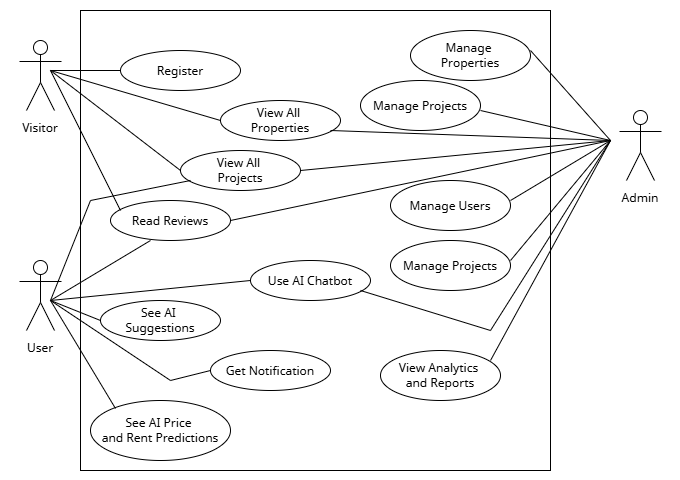 Manage
Properties
Register
Manage Projects
View All
Properties
Visitor
View All
Projects
Admin
Manage Users
Read Reviews
Manage Projects
Use AI Chatbot
See AI
Suggestions
User
Get Notification
View Analytics
and Reports
See AI Price
and Rent Predictions